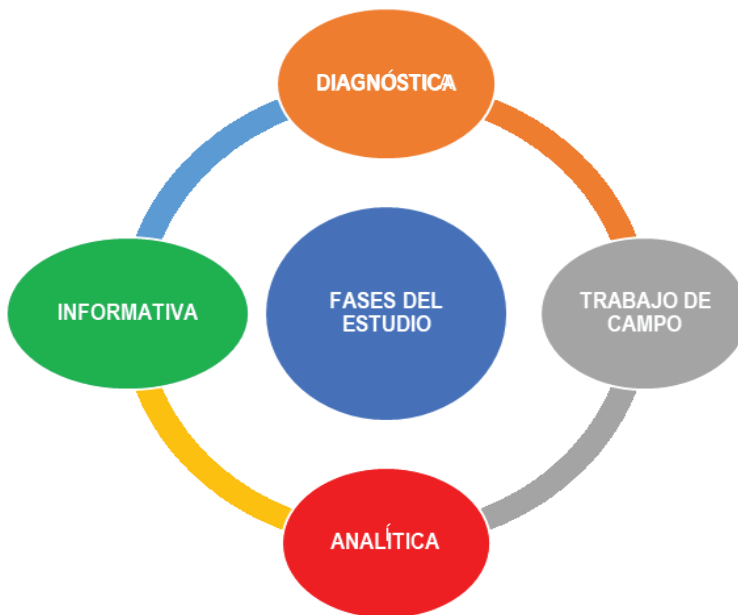 DIAGNÓSTICA
INFORMATIVA
FASES DEL
ESTUDIO
TRABAJO DE
CAMPO
ANALÍTICA